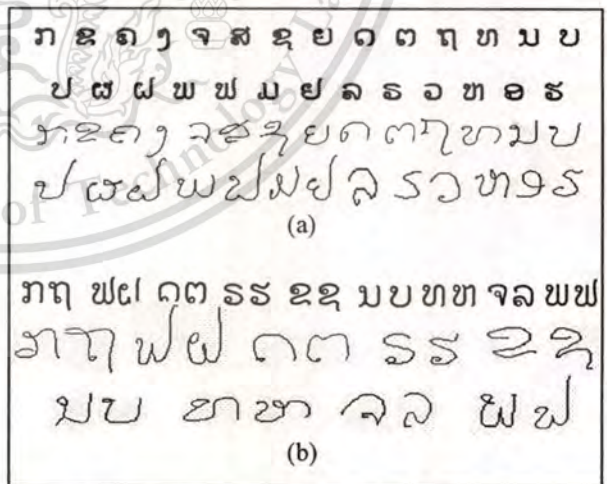 ກ ຂ ຄ ງ ຈ ສ ຊ ຍ ດ ຕ ຖ ທ ນ ບ
ປ ຜ ຝ ພ ຟ ມ ຢ ລ ຣ ວ ຫ ອ ຮ
ກ ຂ ຄ ງ ຈ ສ ຊ ຍ ດ ຕ ຖ ທ ນ ບ
ປ ຜ ຝ ພ ຟ ມ ຢ ລ ຣ ວ ຫ ອ ຮ
of Technology
(a)
ກຖ ຟຝ ດຕ ຣຮ ຂຊ ນບ ທຫ ຈລ ພຟ
ກຖ ຟຝ ດຕ ຣຮ ຂຊ
ນບ ທຫ ຈລ ພຟ
(b)